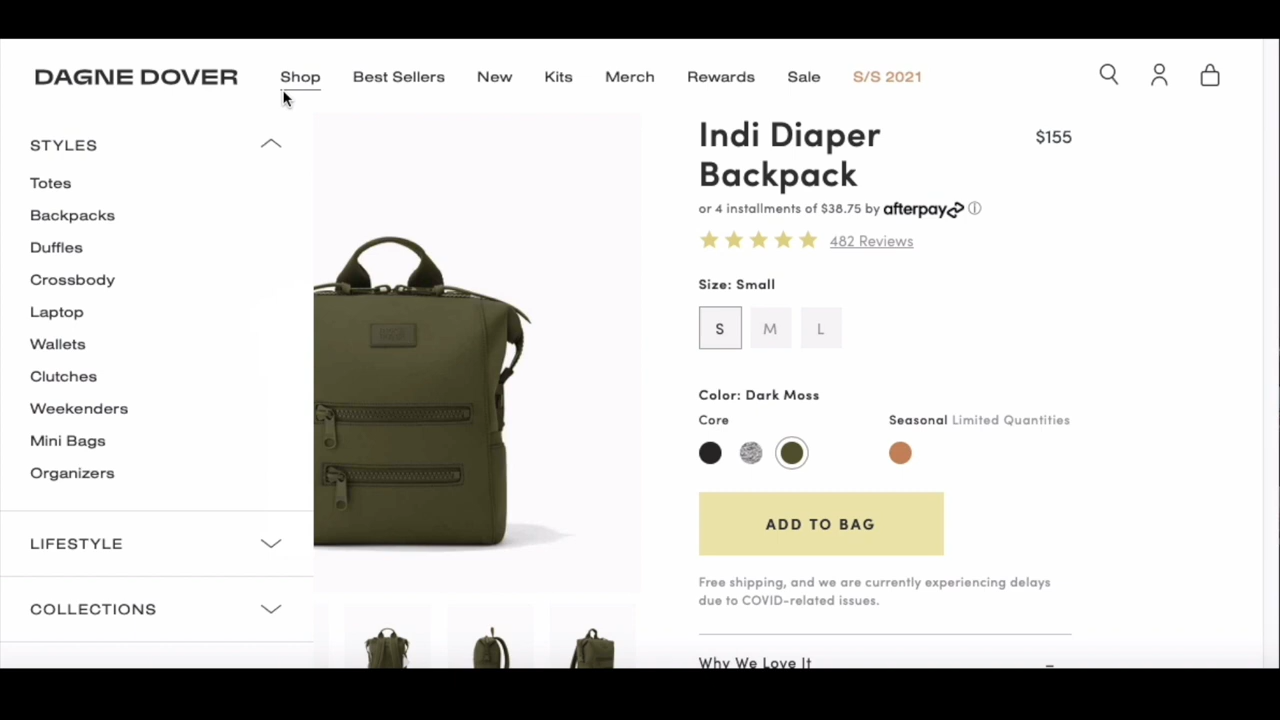 DAGNE DOVER
Shop
Best Sellers
New
Kits
Merch
Rewards
Sale
S/S 2021
STYLES
Totes
Backpacks
Duffles
Crossbody
Laptop
Wallets
Clutches
Weekenders
Mini Bags
Organizers
LIFESTYLE
COLLECTIONS
Indi Diaper
Backpack
$155
or 4 installments of $38.75 by afterpay
482 Reviews
Size: Small
S
M
L
Color: Dark Moss
Core
Seasonal Limited Quantities
ADD TO BAG
Free shipping, and we are currently experiencing delays
due to COVID-related issues.
Why We Love It